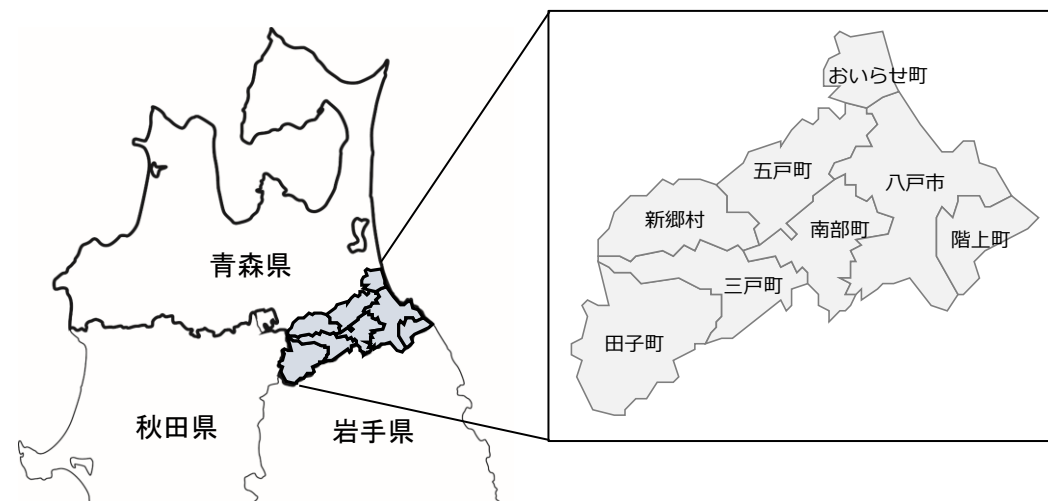 青森県
秋田県
岩手県
おいらせ町
五戸町
八戸市
新郷村
南部町
階上町
三戸町
田子町